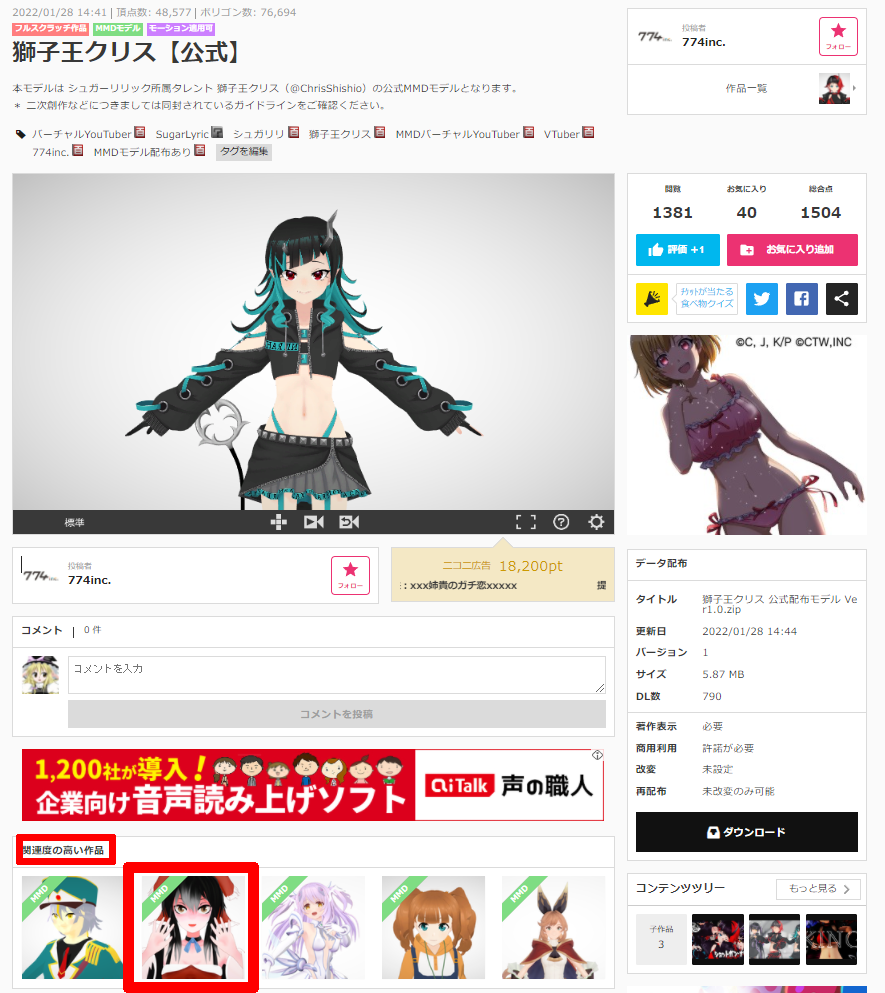 2022/01/28 14:41 | 頂点数: 48,577 | ポリゴン数: 76,694
フルスクラッチ作品 MMDモデル モーション適用可
獅子王クリス【公式】
本モデルは シュガーリリック所属タレント 獅子王クリス（@ChrisShishio）の公式MMDモデルとなります。
＊ 二次創作などにつきましては同封されているガイドラインをご確認ください。
バーチャルYouTuber 百 SugarLyric シュガリリ 百 獅子王クリス 百 MMDバーチャルYouTuber 百 VTuber 百
774inc. 百 MMDモデル配布あり 百 タグを編集
標準
774inc.
投稿者
774inc.
フォロー
ニコニ広告 18,200pt
: xxx姉貴のガチ恋xxxxx 提
コメント | 0 件
コメントを入力
コメントを投稿
1,200社が導入！
企業向け音声読み上げソフト
AITalk 声の職人
関連度の高い作品
MMD MMD MMD MMD MMD
774inc.
投稿者
774inc.
フォロー
作品一覧
閲覧 お気に入り 総合点
1381 40 1504
評価 +1 お気に入り追加
チケットが当たる
食べ物クイズ
©C, J, K/P ©CTW,INC
データ配布
タイトル 獅子王クリス 公式配布モデル Ve
r1.0.zip
更新日 2022/01/28 14:44
バージョン 1
サイズ 5.87 MB
DL数 790
著作表示 必要
商用利用 許諾が必要
改変 未設定
再配布 未改変のみ可能
ダウンロード
コンテンツツリー もっと見る
子作品
3